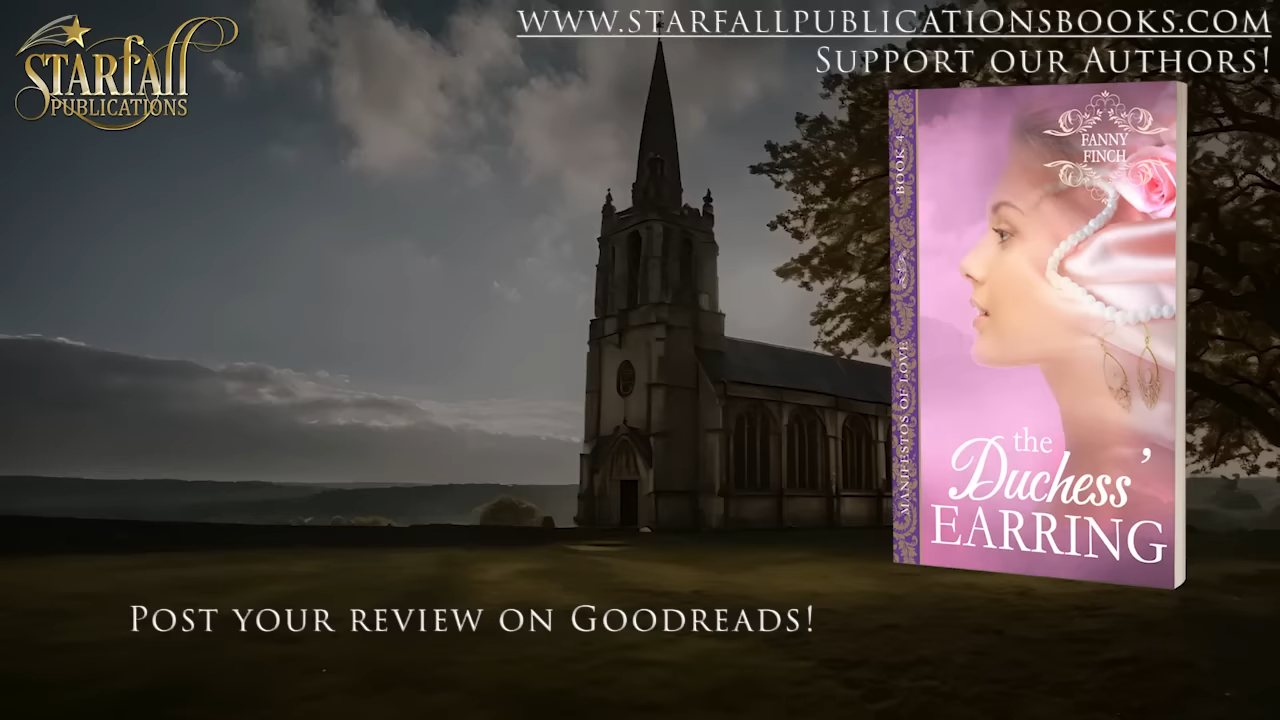 STARfall
PUBLICATIONS
www.starfallpublicationsbooks.com
Support our Authors!
BOOK 4
MANIFESTOS OF LOVE
FANNY
FINCH
the
Duchess'
EARRING
Post your review on Goodreads!